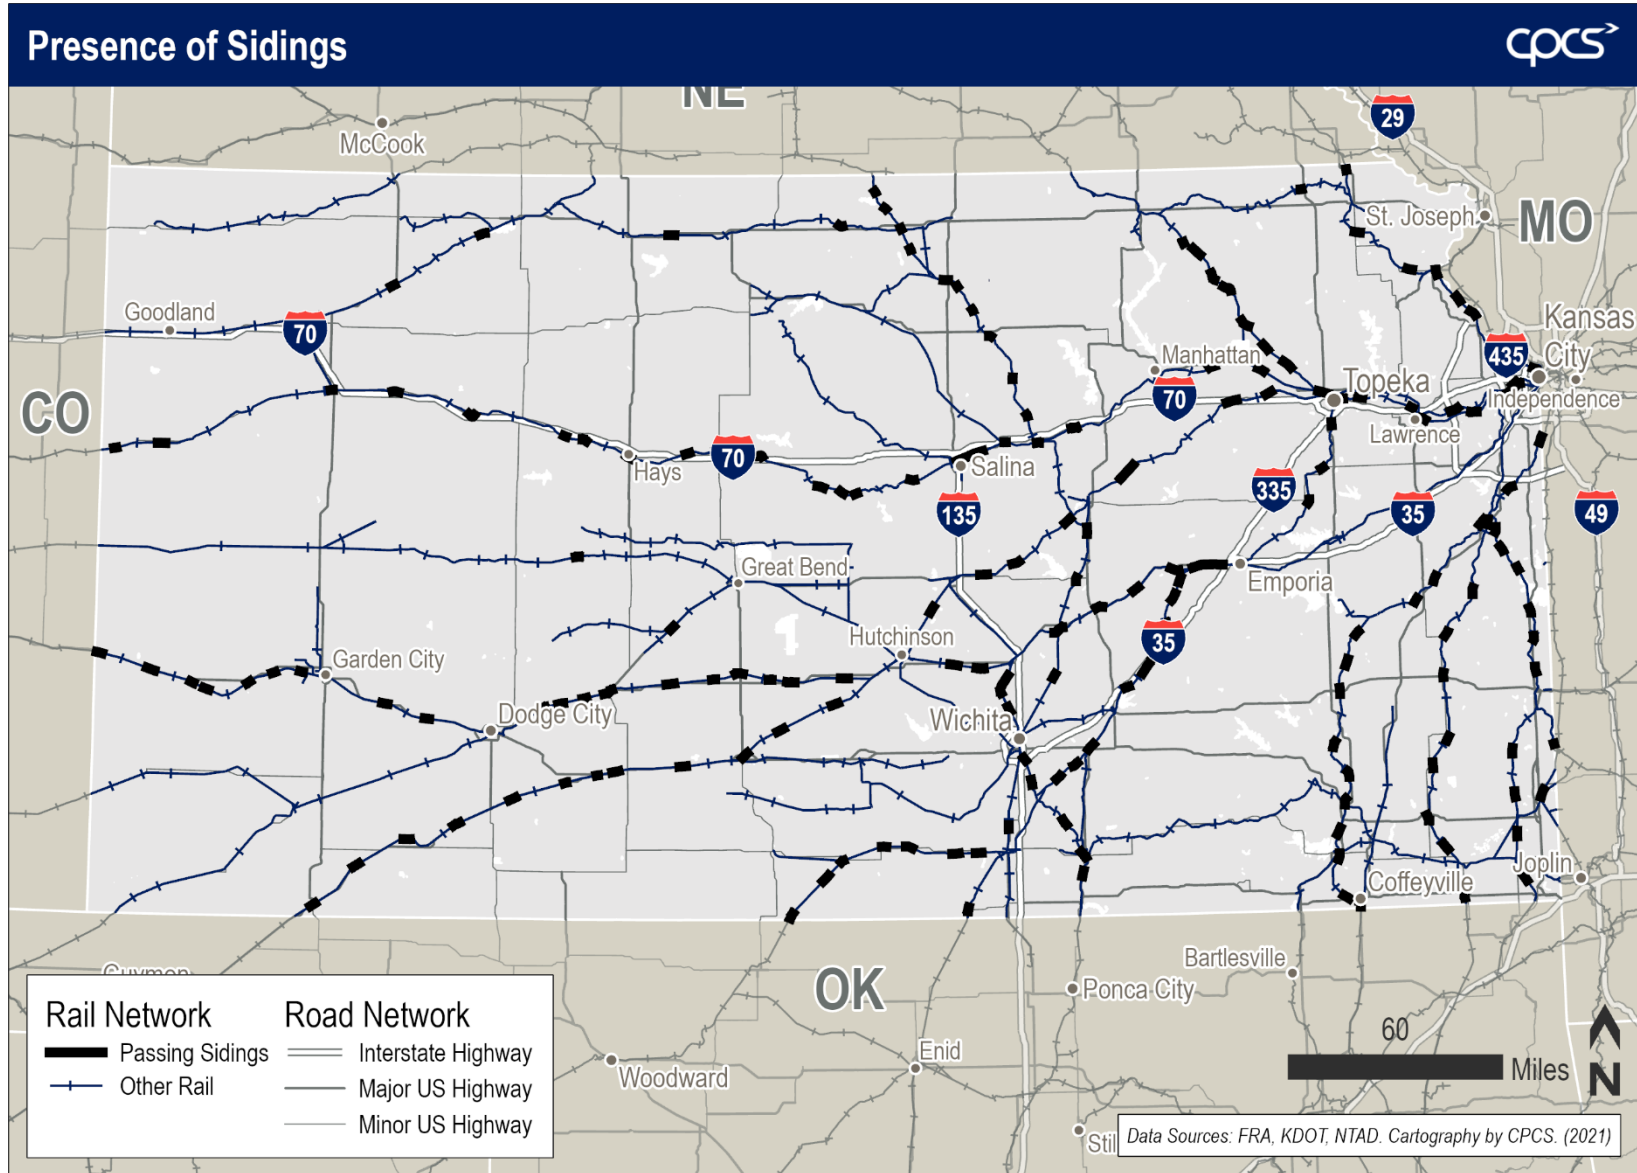 Presence of Sidings
cpcs
NE
29
McCook
St. Joseph
MO
Goodland
70
Kansas
City
435
Manhattan
70
Topeka
Independence
CO
Lawrence
Hays
70
Salina
335
135
35
49
Great Bend
Emporia
Hutchinson
35
Garden City
Dodge City
Wichita
Joplin
Coffeyville
Guymon
OK
Bartlesville
Ponca City
Enid
Woodward
Stil
Rail Network
Passing Sidings
Other Rail
Road Network
Interstate Highway
Major US Highway
Minor US Highway
60
Miles
N
Data Sources: FRA, KDOT, NTAD. Cartography by CPCS. (2021)